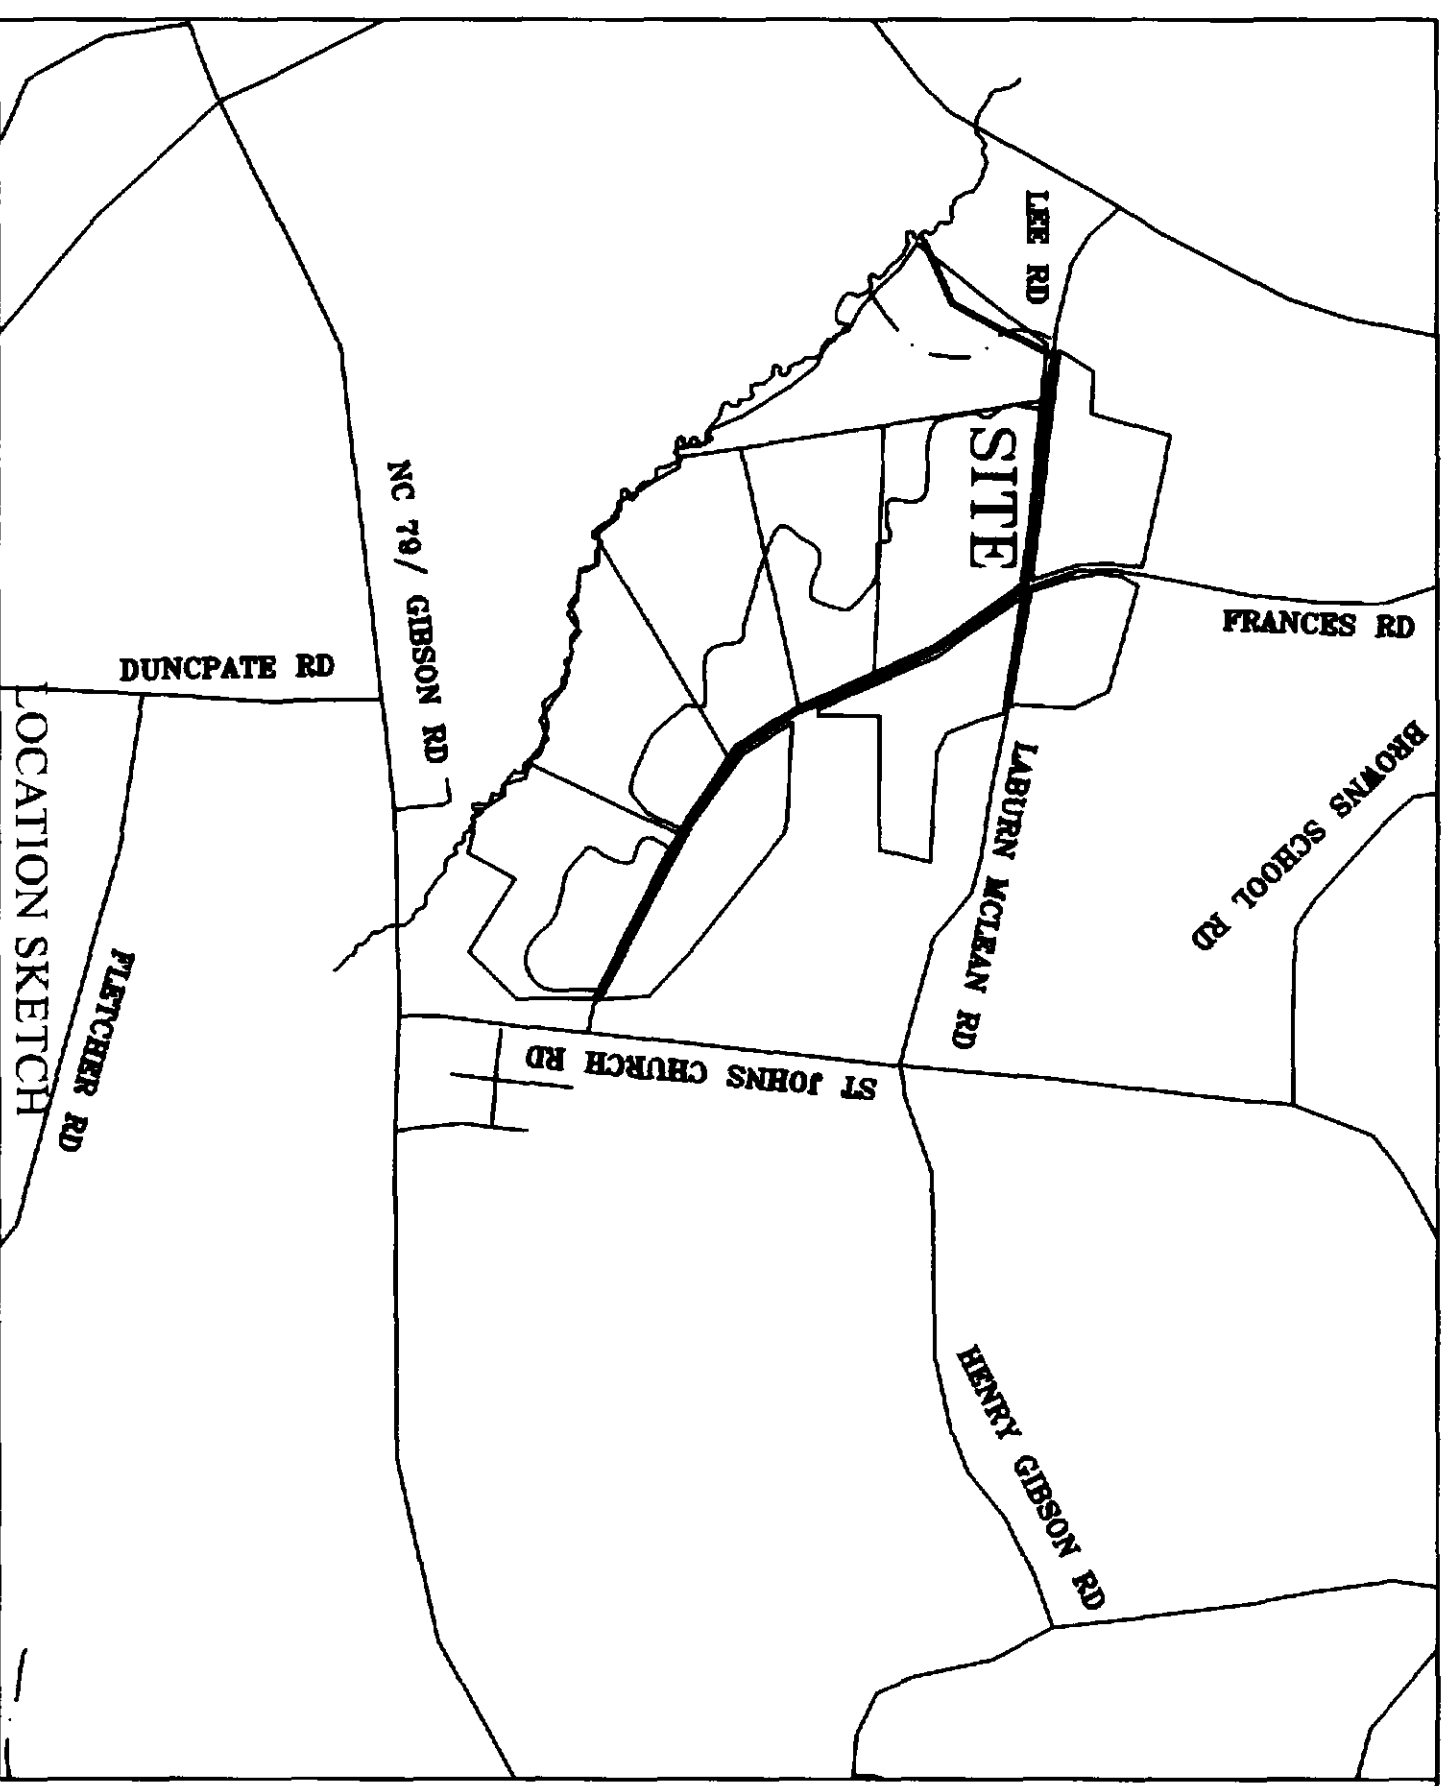 LEE RD
SITE
FRANCES RD
BROWNS SCHOOL RD
LABURN MCLEAN RD
NC 79/ GIBSON RD
DUNCPATE RD
ST JOHNS CHURCH RD
FLETCHER RD
HENRY GIBSON RD
LOCATION SKETCH